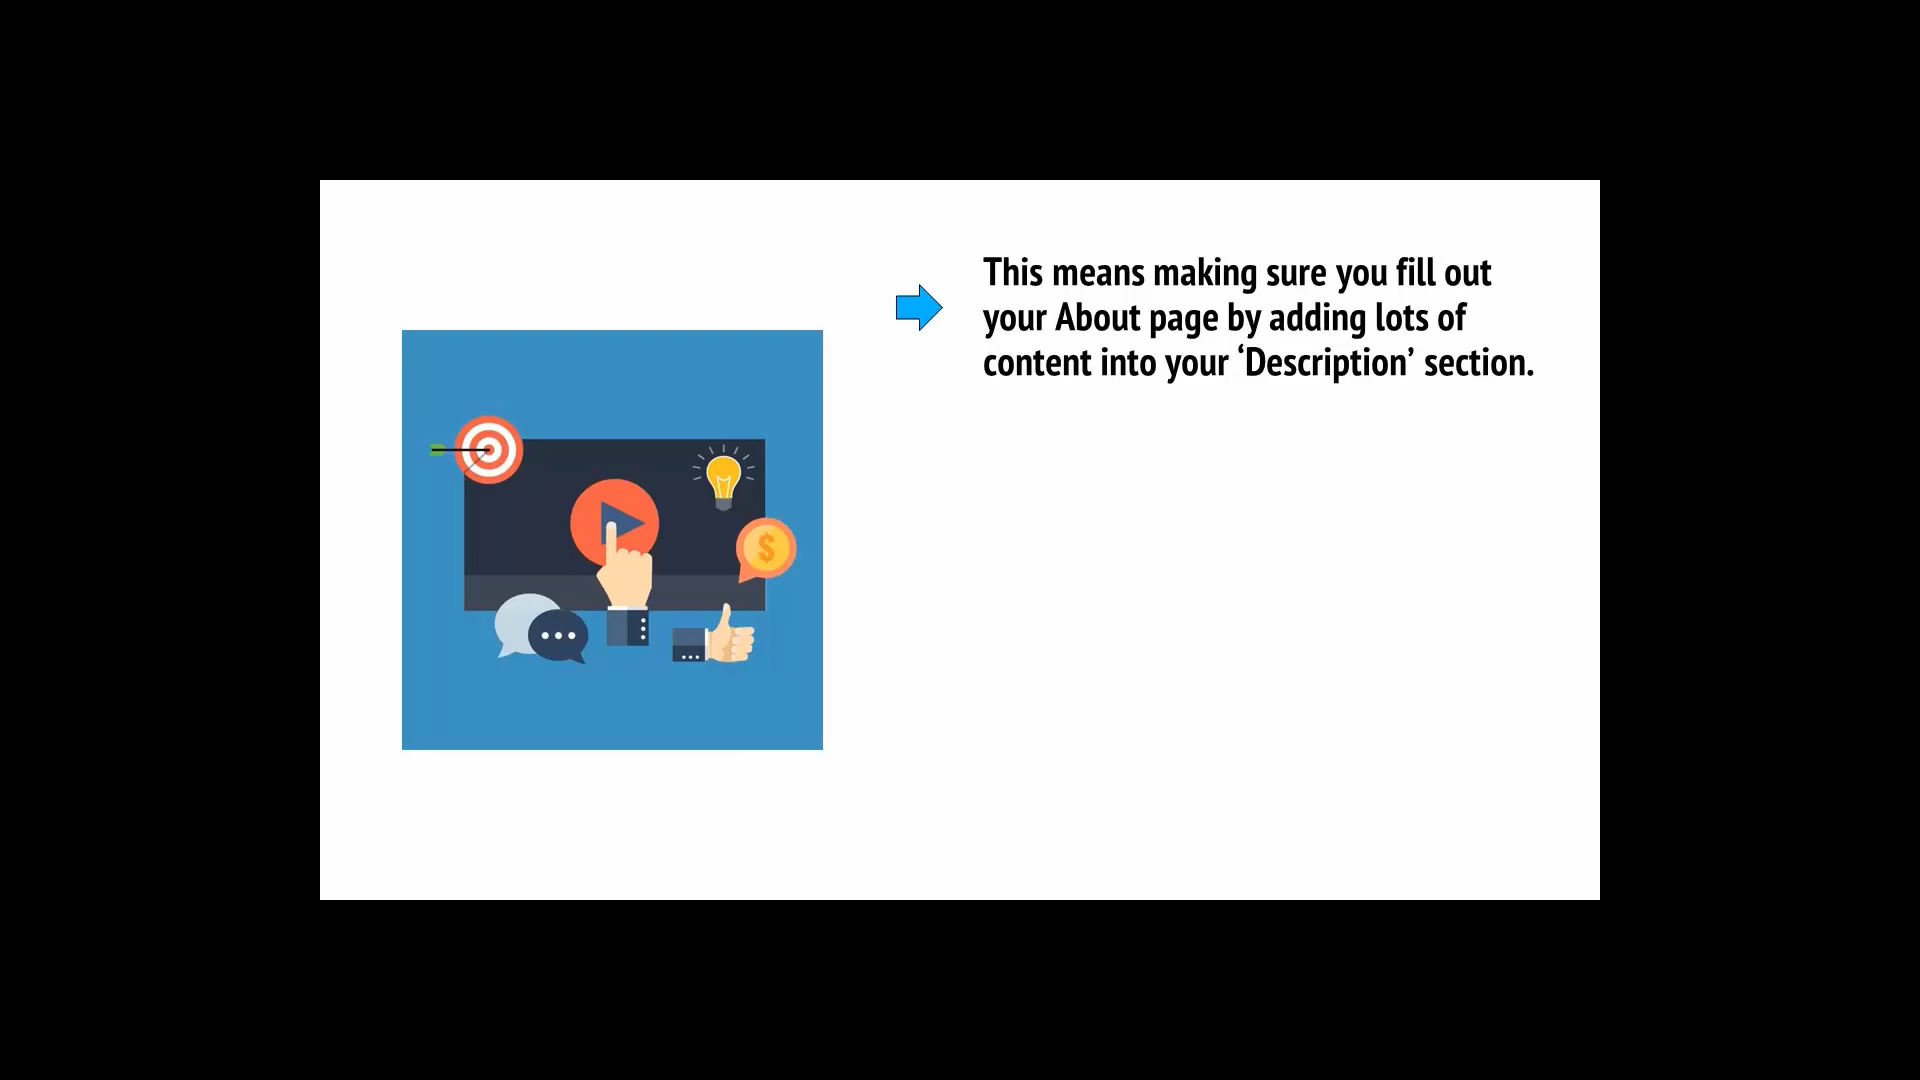 This means making sure you fill out
your About page by adding lots of
content into your ‘Description’ section.
$